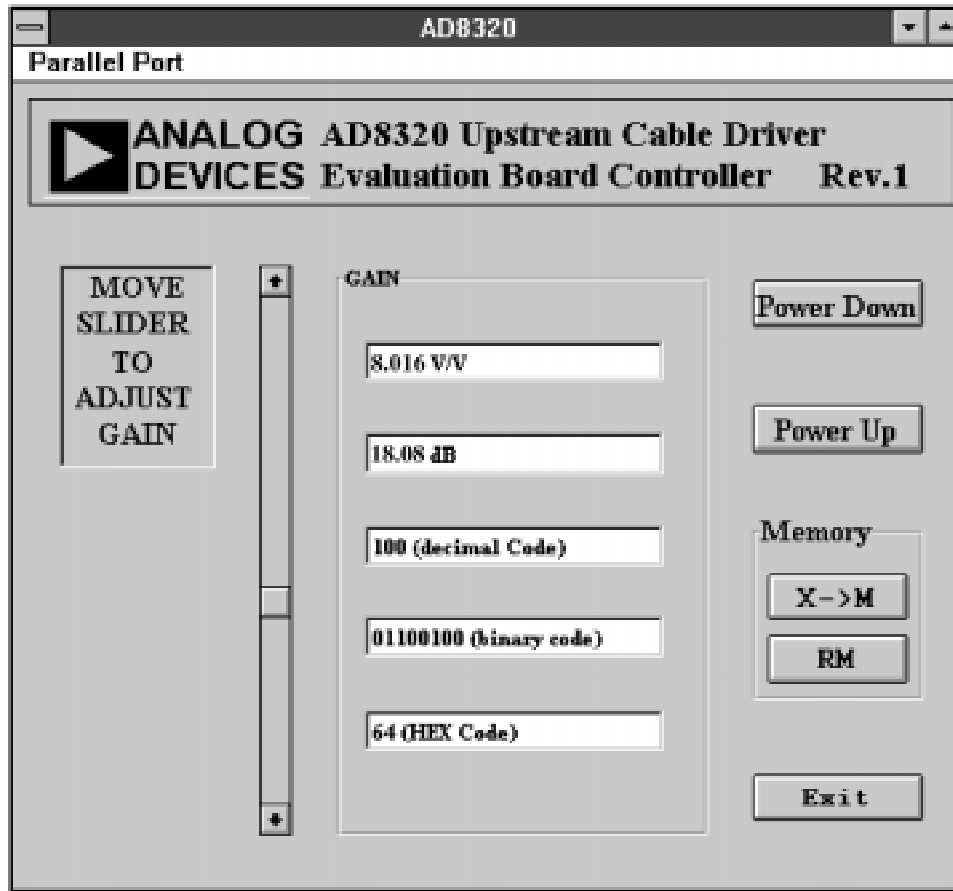 AD8320
Parallel Port
ANALOG DEVICES
AD8320 Upstream Cable Driver
Evaluation Board Controller Rev.1
MOVE
SLIDER
TO
ADJUST
GAIN
GAIN
8.016 V/V
18.08 dB
100 (decimal Code)
01100100 (binary code)
64 (HEX Code)
Power Down
Power Up
Memory
X->M
RM
Exit